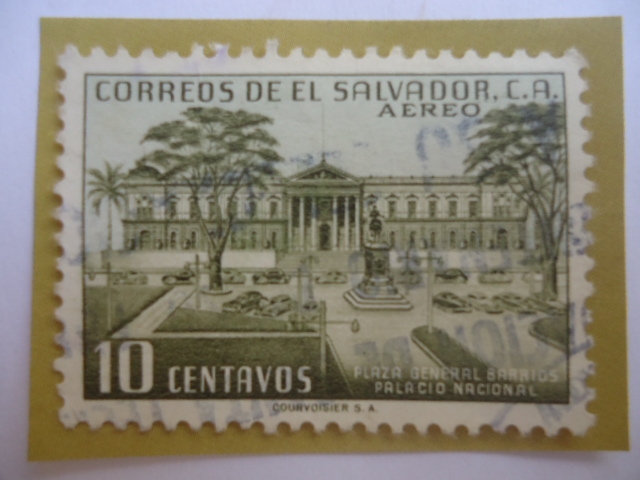 CORREOS DE EL SALVADOR, C.A.
AEREO
10 CENTAVOS
PLAZA GENERAL BARRIOS
PALACIO NACIONAL
COURVOISIER S.A.